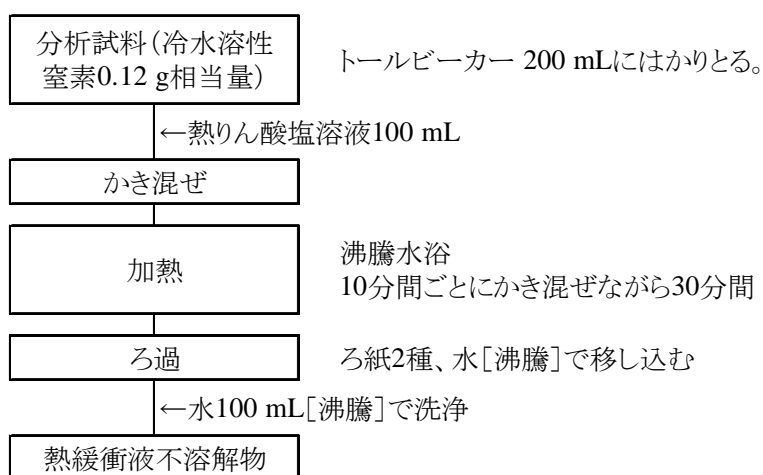 分析試料(冷水溶性
窒素0.12 g相当量)
トールビーカー 200 mLにはかりとる。
←熱りん酸塩溶液100 mL
かき混ぜ
加熱
沸騰水浴
10分間ごとにかき混ぜながら30分間
ろ過
ろ紙2種、水[沸騰]で移し込む
←水100 mL[沸騰]で洗浄
熱緩衝液不溶解物